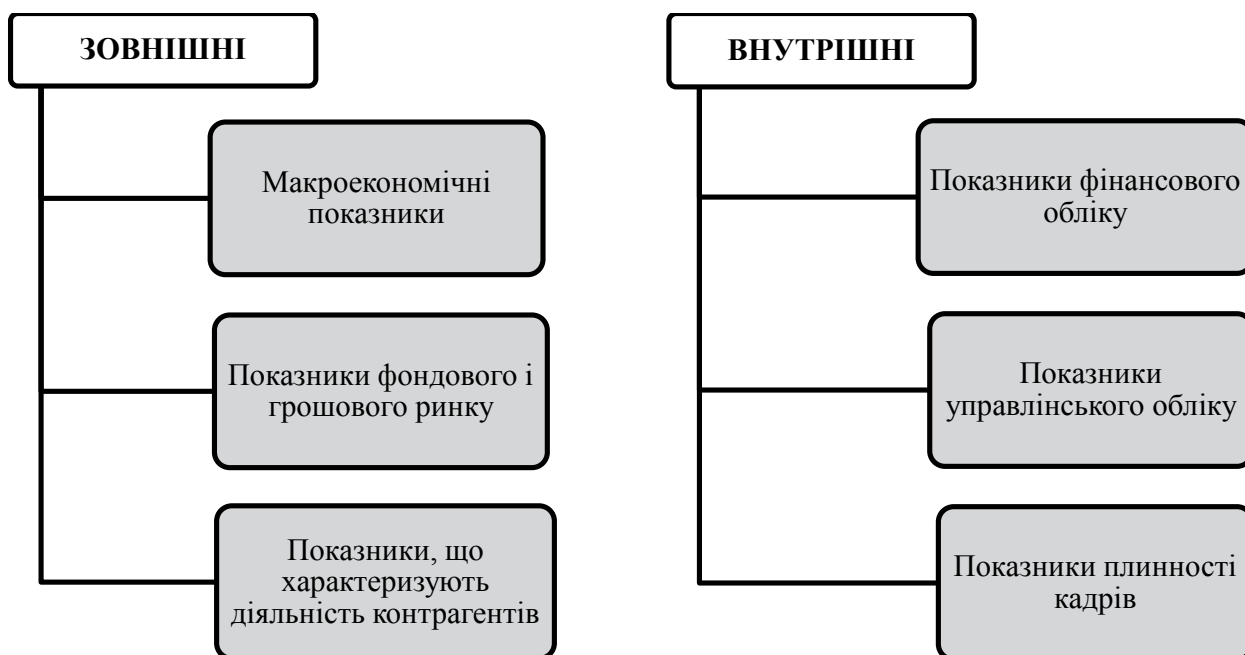 ЗОВНІШНІ
Макроекономічні
показники
Показники фондового і
грошового ринку
Показники, що
характеризують
діяльність контрагентів
ВНУТРІШНІ
Показники фінансового
обліку
Показники
управлінського обліку
Показники плинності
кадрів